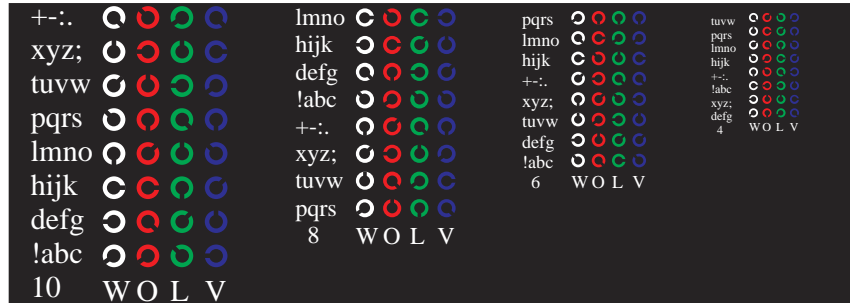 +-:.
xyz;
tuvw
pqrs
lmno
hijk
defg
!abc
10 W O L V
lmno
hijk
defg
!abc
+-:.
xyz;
tuvw
pqrs
8 W O L V
pqrs
lmno
hijk
+-:.
xyz;
tuvw
defg
!abc
6 W O L V
tuvw
pqrs
lmno
hijk
+-:.
!abc
xyz;
defg
4 W O L V